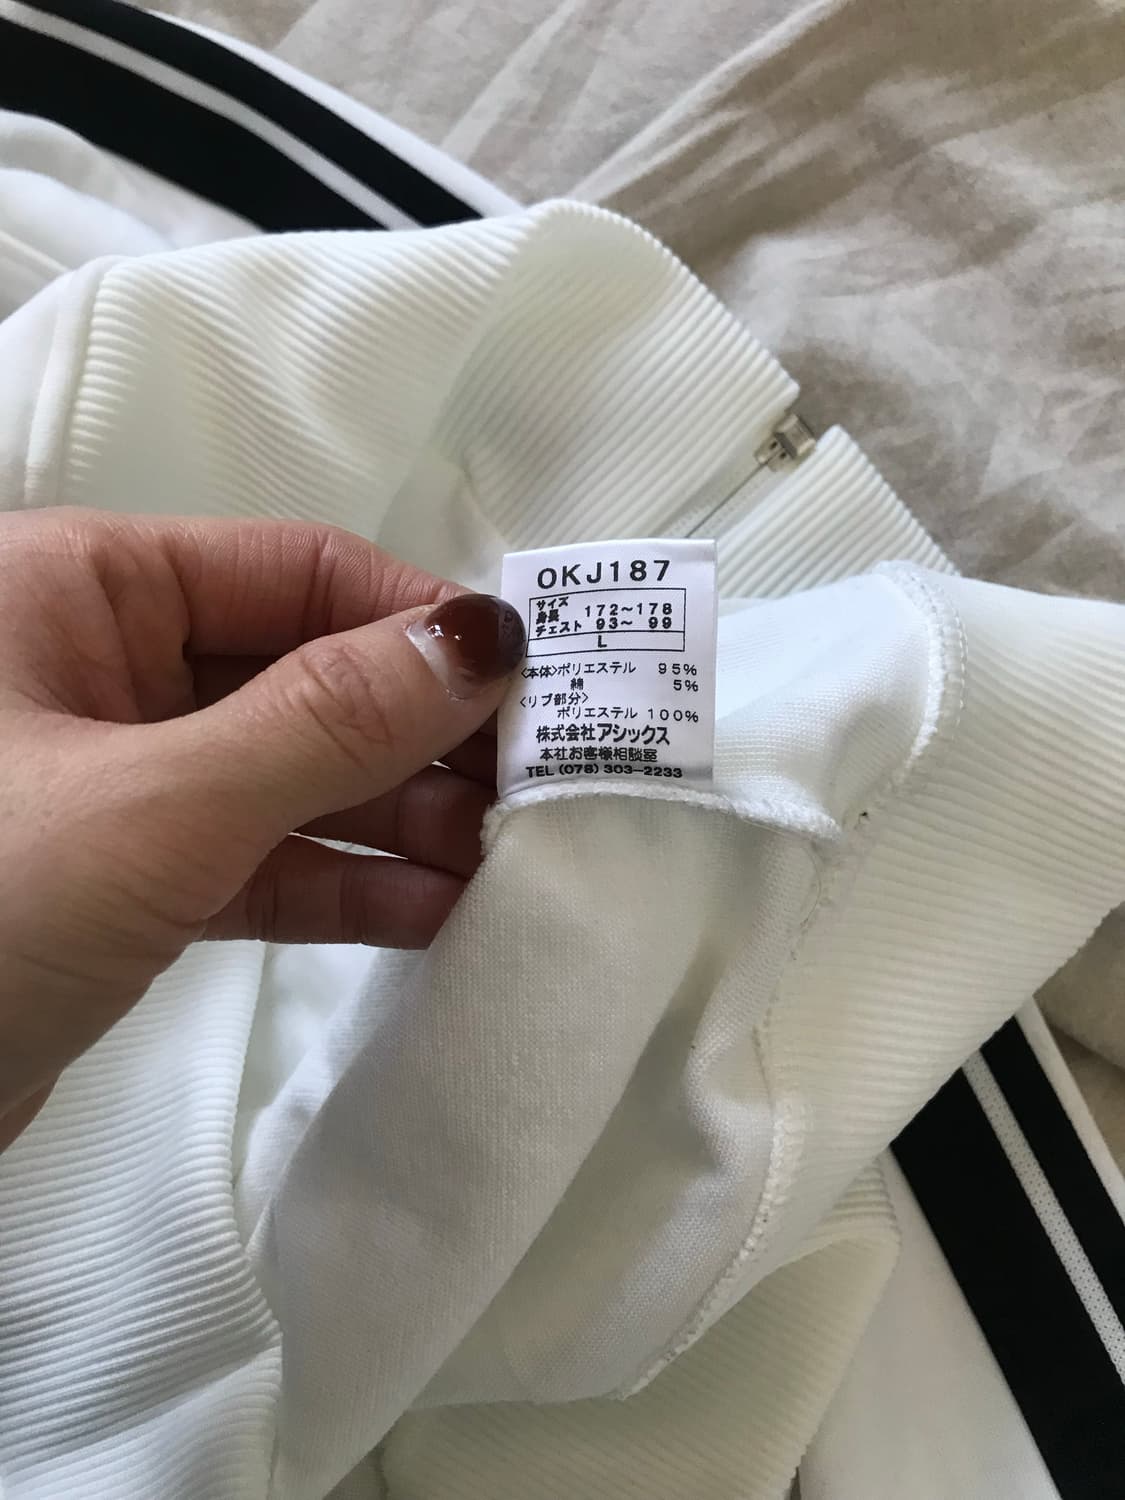 OKJ187
サイズ
身長 172〜178
チェスト 93〜 99
L
<本体>ポリエステル 95%
綿 5%
<リブ部分>
ポリエステル 100%
株式会社アシックス
本社お客様相談室
TEL (078) 303-2233